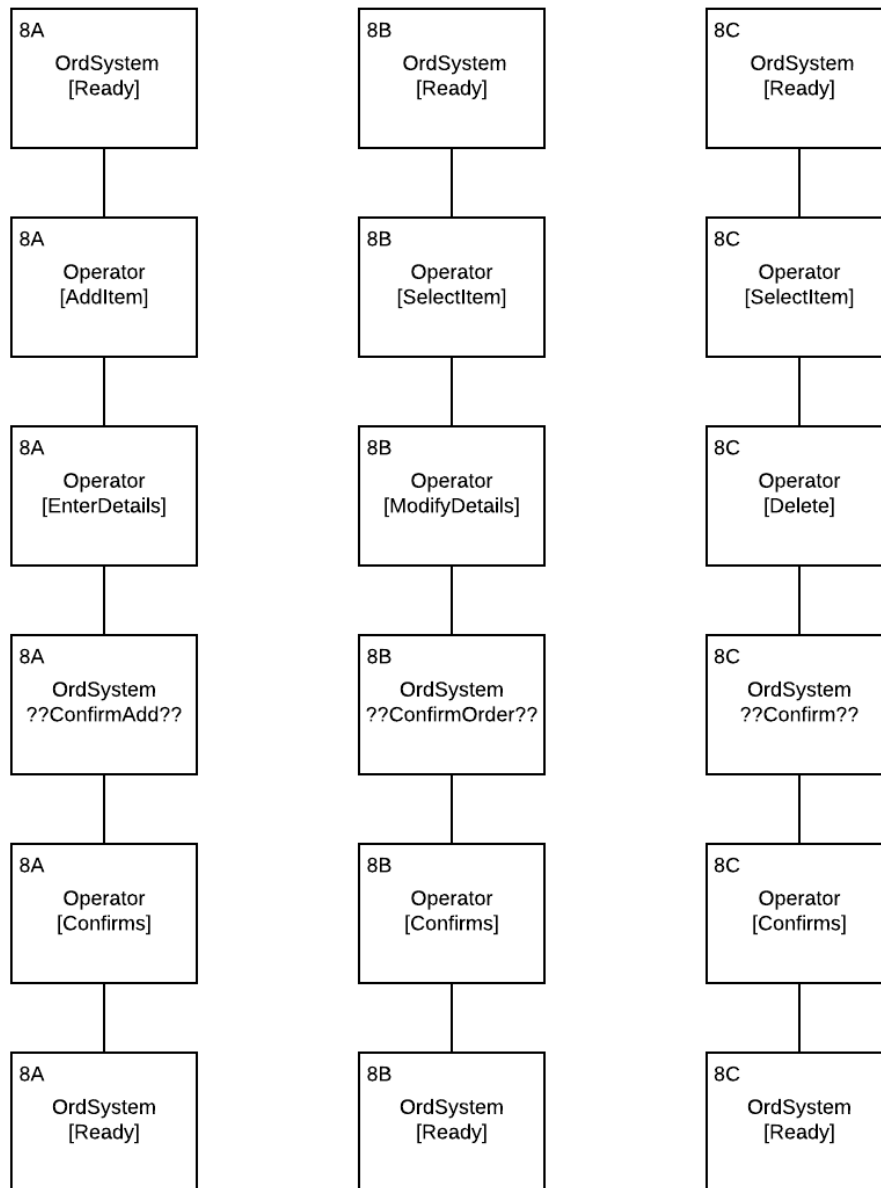 8A
OrdSystem
[Ready]
8B
OrdSystem
[Ready]
8C
OrdSystem
[Ready]
8A
Operator
[AddItem]
8B
Operator
[SelectItem]
8C
Operator
[SelectItem]
8A
Operator
[EnterDetails]
8B
Operator
[ModifyDetails]
8C
Operator
[Delete]
8A
OrdSystem
??ConfirmAdd??
8B
OrdSystem
??ConfirmOrder??
8C
OrdSystem
??Confirm??
8A
Operator
[Confirms]
8B
Operator
[Confirms]
8C
Operator
[Confirms]
8A
OrdSystem
[Ready]
8B
OrdSystem
[Ready]
8C
OrdSystem
[Ready]